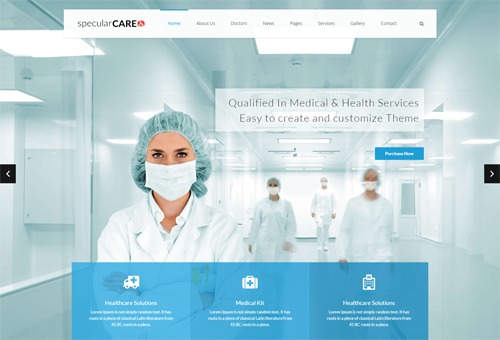 specularCARE
Home About Us Doctors News Pages Services Gallery Contact
Qualified In Medical & Health Services
Easy to create and customize Theme
Purchase Now
Healthcare Solutions Medical Kit Healthcare Solutions
Lorem Ipsum is not simply random text. It has Lorem Ipsum is not simply random text. It has Lorem Ipsum is not simply random text. It has
roots in a piece of classical Latin literature from roots in a piece of classical Latin literature from roots in a piece of classical Latin literature from
45 BC roots in a piece. 45 BC roots in a piece. 45 BC roots in a piece.